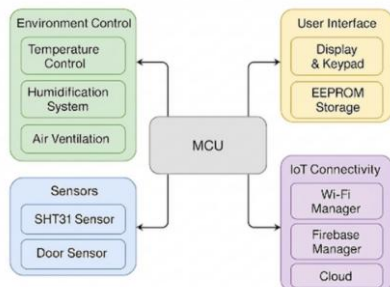 Environment Control
Temperature
Control
Humidification
System
Air Ventilation
User Interface
Display
& Keypad
EEPROM
Storage
MCU
Sensors
SHT31 Sensor
Door Sensor
IoT Connectivity
Wi-Fi
Manager
Firebase
Manager
Cloud